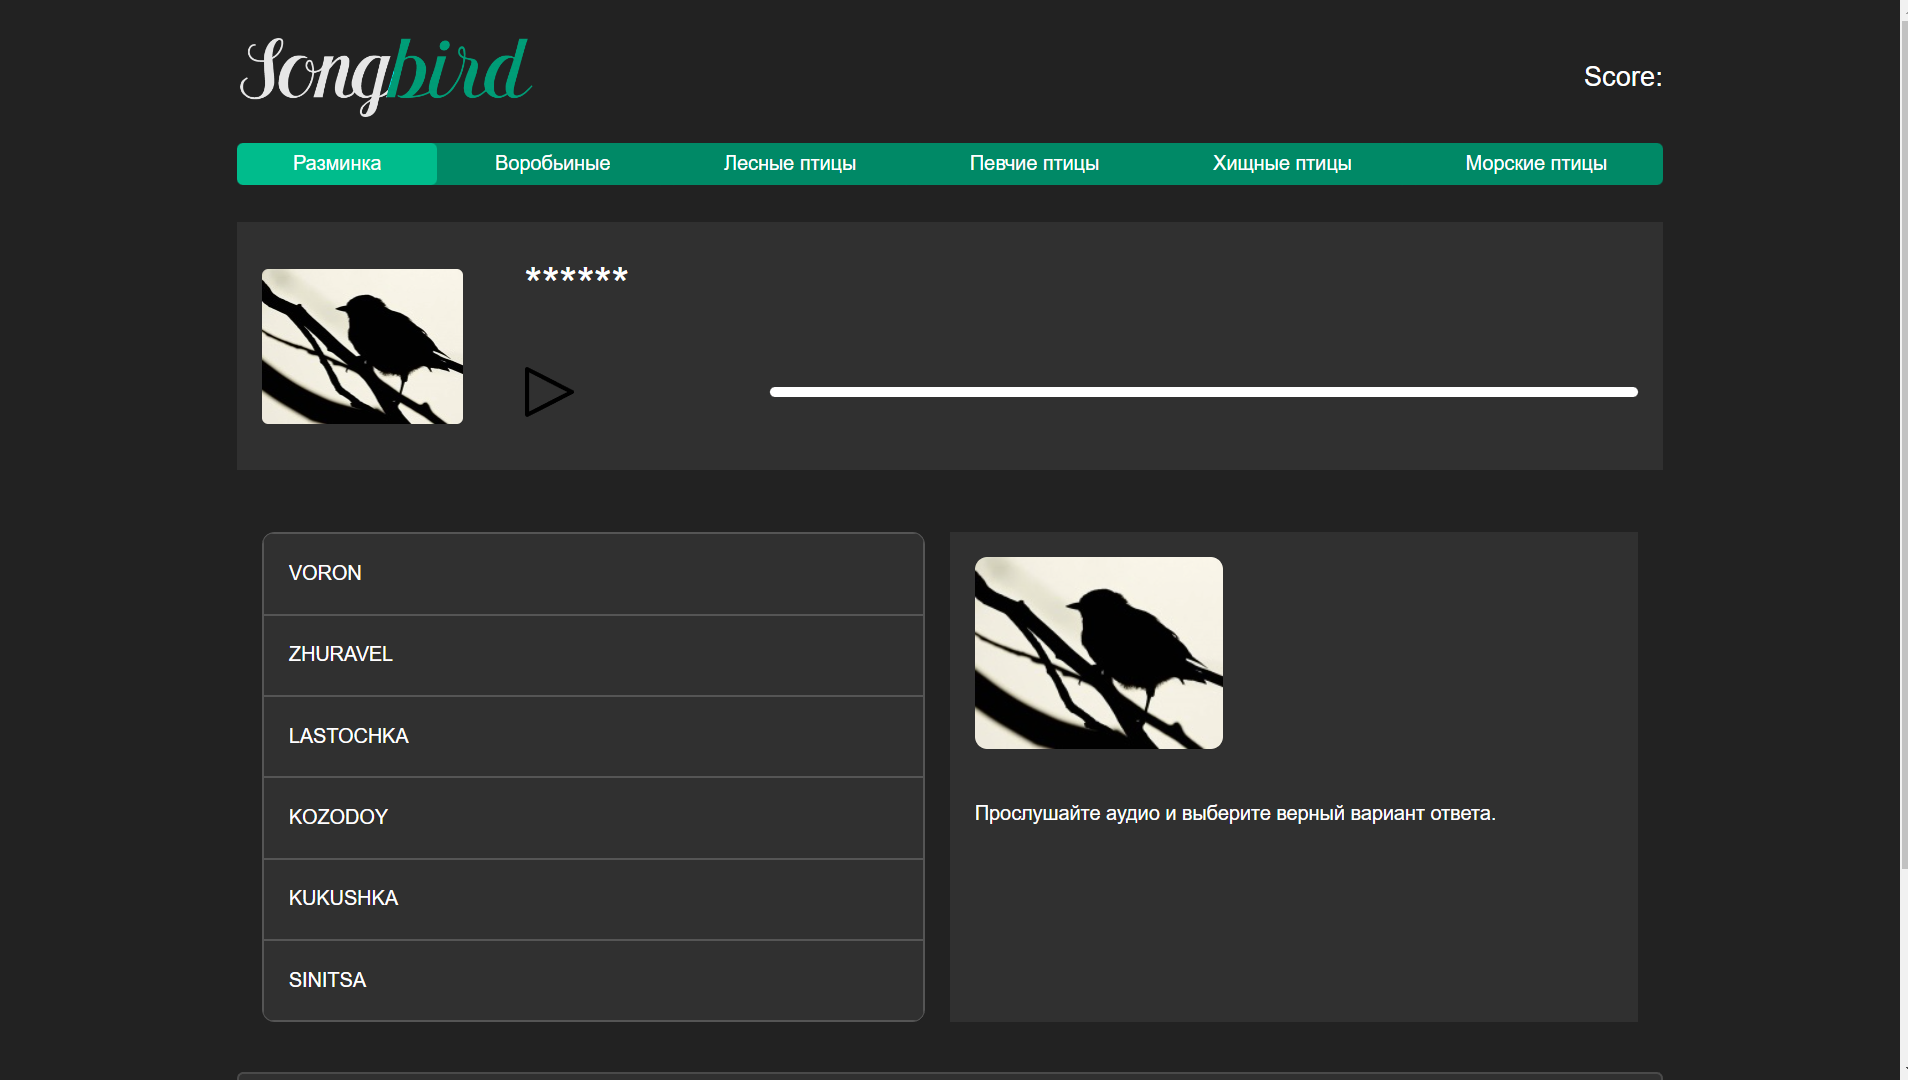 Songbird
Score:
Разминка
Воробьиные
Лесные птицы
Певчие птицы
Хищные птицы
Морские птицы
******
VORON
ZHURAVEL
LASTOCHKA
KOZODOY
KUKUSHKA
SINITSA
Прослушайте аудио и выберите верный вариант ответа.